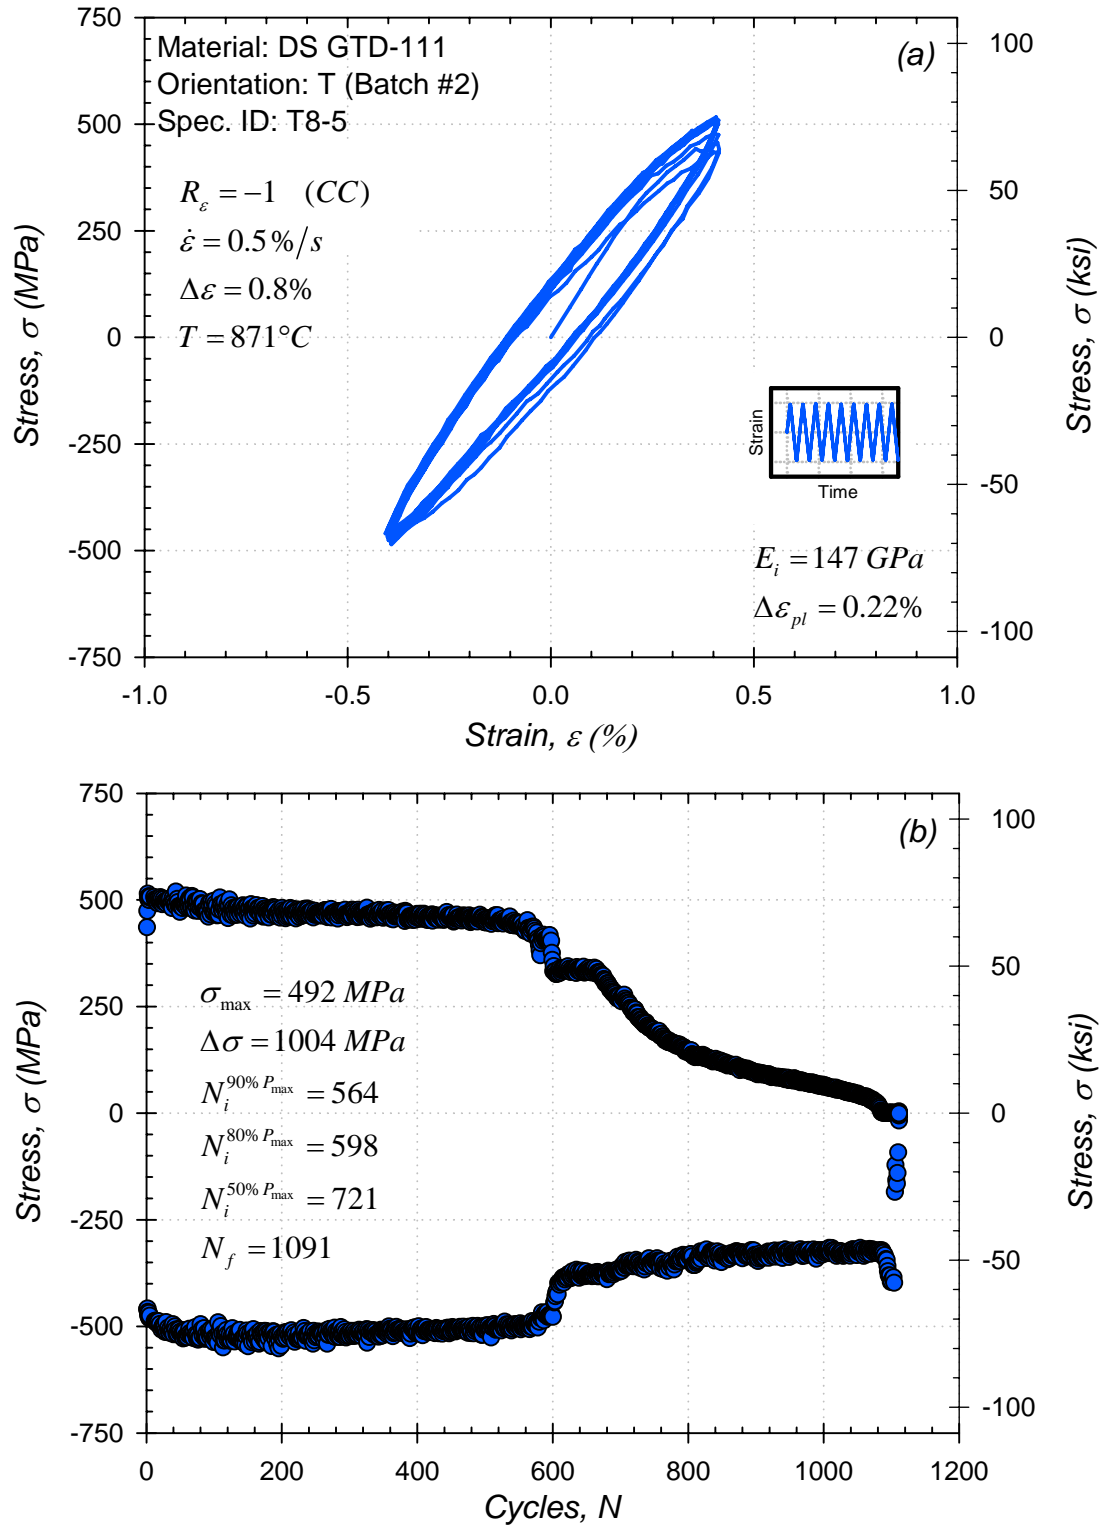 750
500
250
0
-250
-500
-750
Stress, σ (MPa)
100
50
0
-50
-100
Stress, σ (ksi)
(a)
Material: DS GTD-111
Orientation: T (Batch #2)
Spec. ID: T8-5
R_ε = −1 (CC)
ε̇ = 0.5%/s
Δε = 0.8%
T = 871°C
Strain
Time
E_i = 147 GPa
Δε_pl = 0.22%
-1.0 -0.5 0.0 0.5 1.0
Strain, ε (%)
750
500
250
0
-250
-500
-750
Stress, σ (MPa)
100
50
0
-50
-100
Stress, σ (ksi)
(b)
σ_max = 492 MPa
Δσ = 1004 MPa
N_i^90% P_max = 564
N_i^80% P_max = 598
N_i^50% P_max = 721
N_f = 1091
0 200 400 600 800 1000 1200
Cycles, N